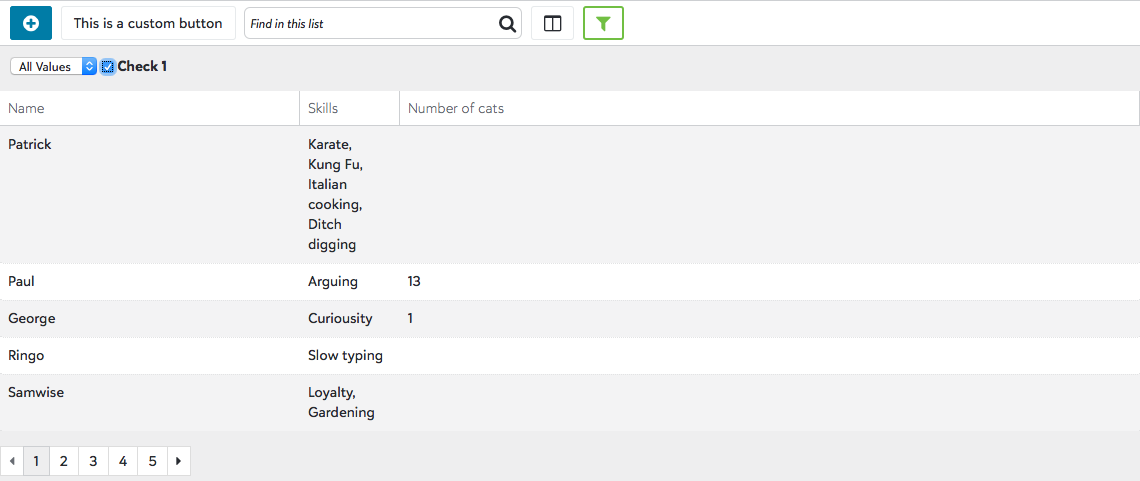 This is a custom button Find in this list
All Values Check 1
Name Skills Number of cats
Patrick Karate,
Kung Fu,
Italian
cooking,
Ditch
digging
Paul Arguing 13
George Curiousity 1
Ringo Slow typing
Samwise Loyalty,
Gardening
1 2 3 4 5